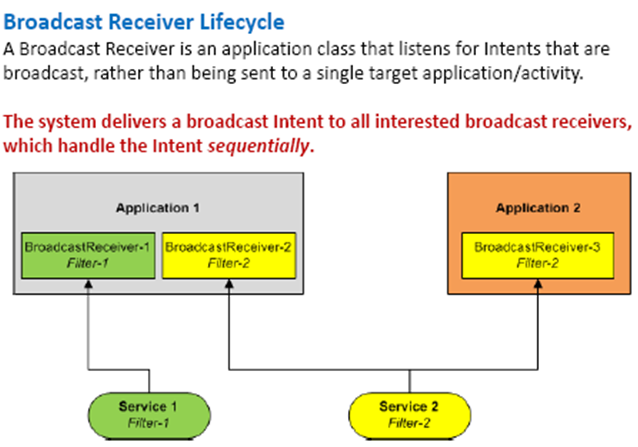 Broadcast Receiver Lifecycle
A Broadcast Receiver is an application class that listens for Intents that are
broadcast, rather than being sent to a single target application/activity.
The system delivers a broadcast Intent to all interested broadcast receivers,
which handle the Intent sequentially.
Application 1
Application 2
BroadcastReceiver-1
Filter-1
BroadcastReceiver-2
Filter-2
BroadcastReceiver-3
Filter-2
Service 1
Filter-1
Service 2
Filter-2